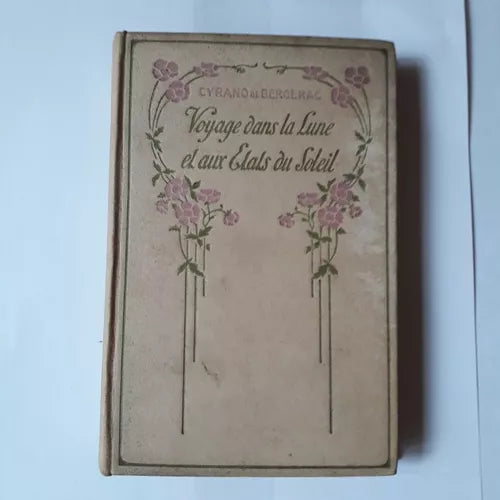 CYRANO de BERGERAC
Voyage dans la Lune
et aux Etats du Soleil